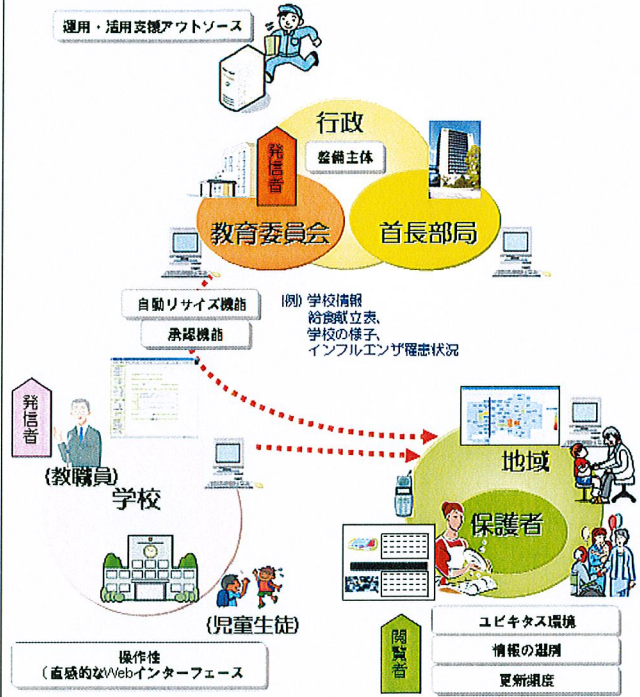 運用・活用支援アウトソース
行政
整備主体
発信者
教育委員会
首長部局
自動リサイズ機能
承認機能
(例) 学校情報
給食献立表、
学校の様子、
インフルエンザ罹患状況
発信者
(教職員)
学校
地域
保護者
(児童生徒)
操作性
(直感的なWebインターフェース
閲覧者
ユビキタス環境
情報の選別
更新頻度